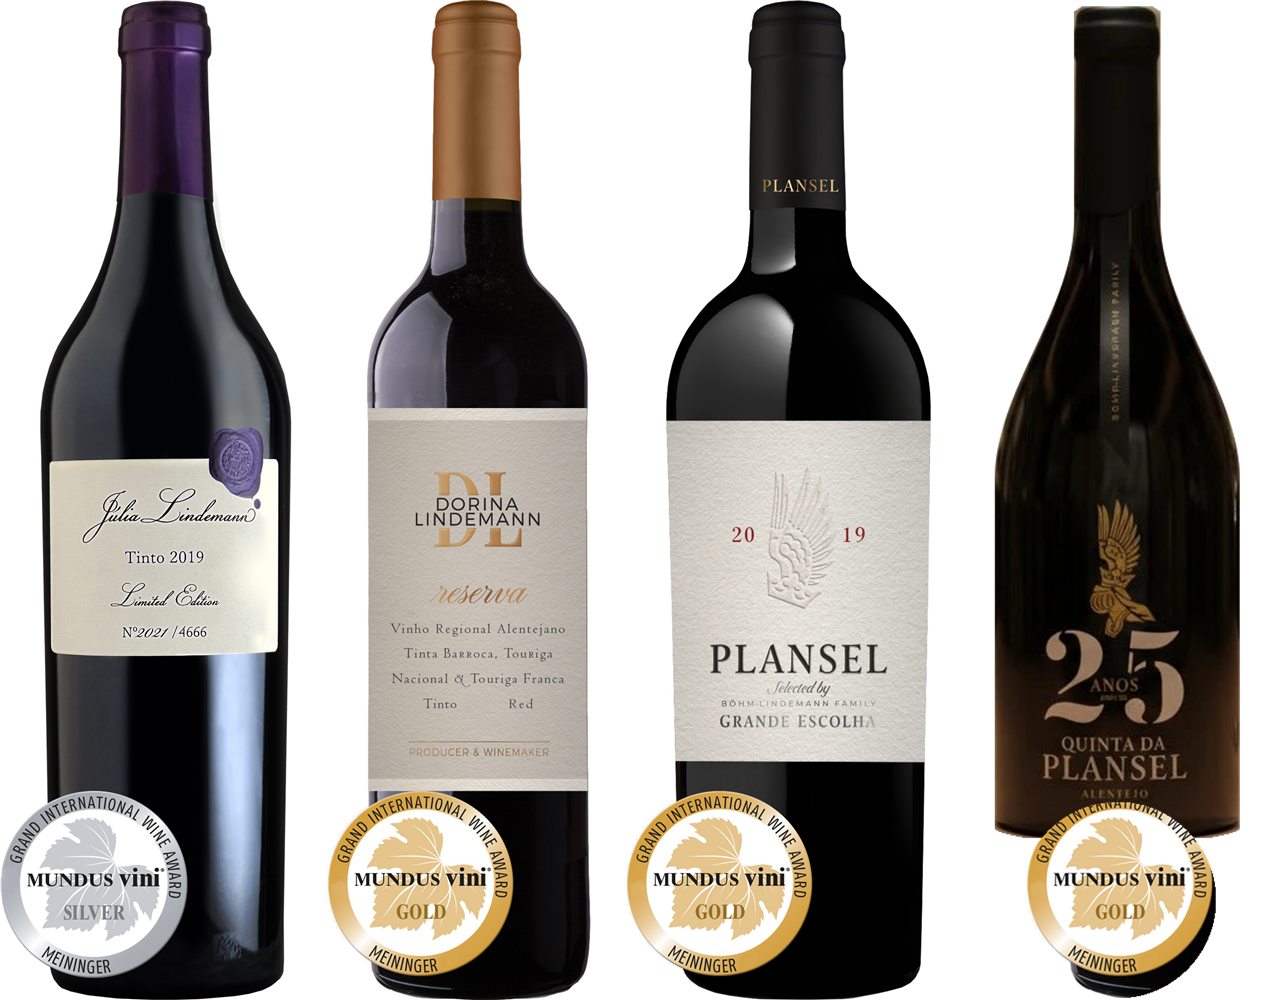 Júlia Lindemann
Tinto 2019
Limited Edition
Nº2021 /4666
GRAND INTERNATIONAL WINE AWARD
MUNDUS vini®
SILVER
MEININGER
DL
DORINA
LINDEMANN
reserva
Vinho Regional Alentejano
Tinta Barroca, Touriga
Nacional & Touriga Franca
Tinto Red
PRODUCER & WINEMAKER
GRAND INTERNATIONAL WINE AWARD
MUNDUS vini®
GOLD
MEININGER
PLANSEL
20 19
PLANSEL
Selected by
BÖHM-LINDEMANN FAMILY
GRANDE ESCOLHA
GRAND INTERNATIONAL WINE AWARD
MUNDUS vini®
GOLD
MEININGER
25
ANOS
QUINTA DA
PLANSEL
ALENTEJO
GRAND INTERNATIONAL WINE AWARD
MUNDUS vini®
GOLD
MEININGER